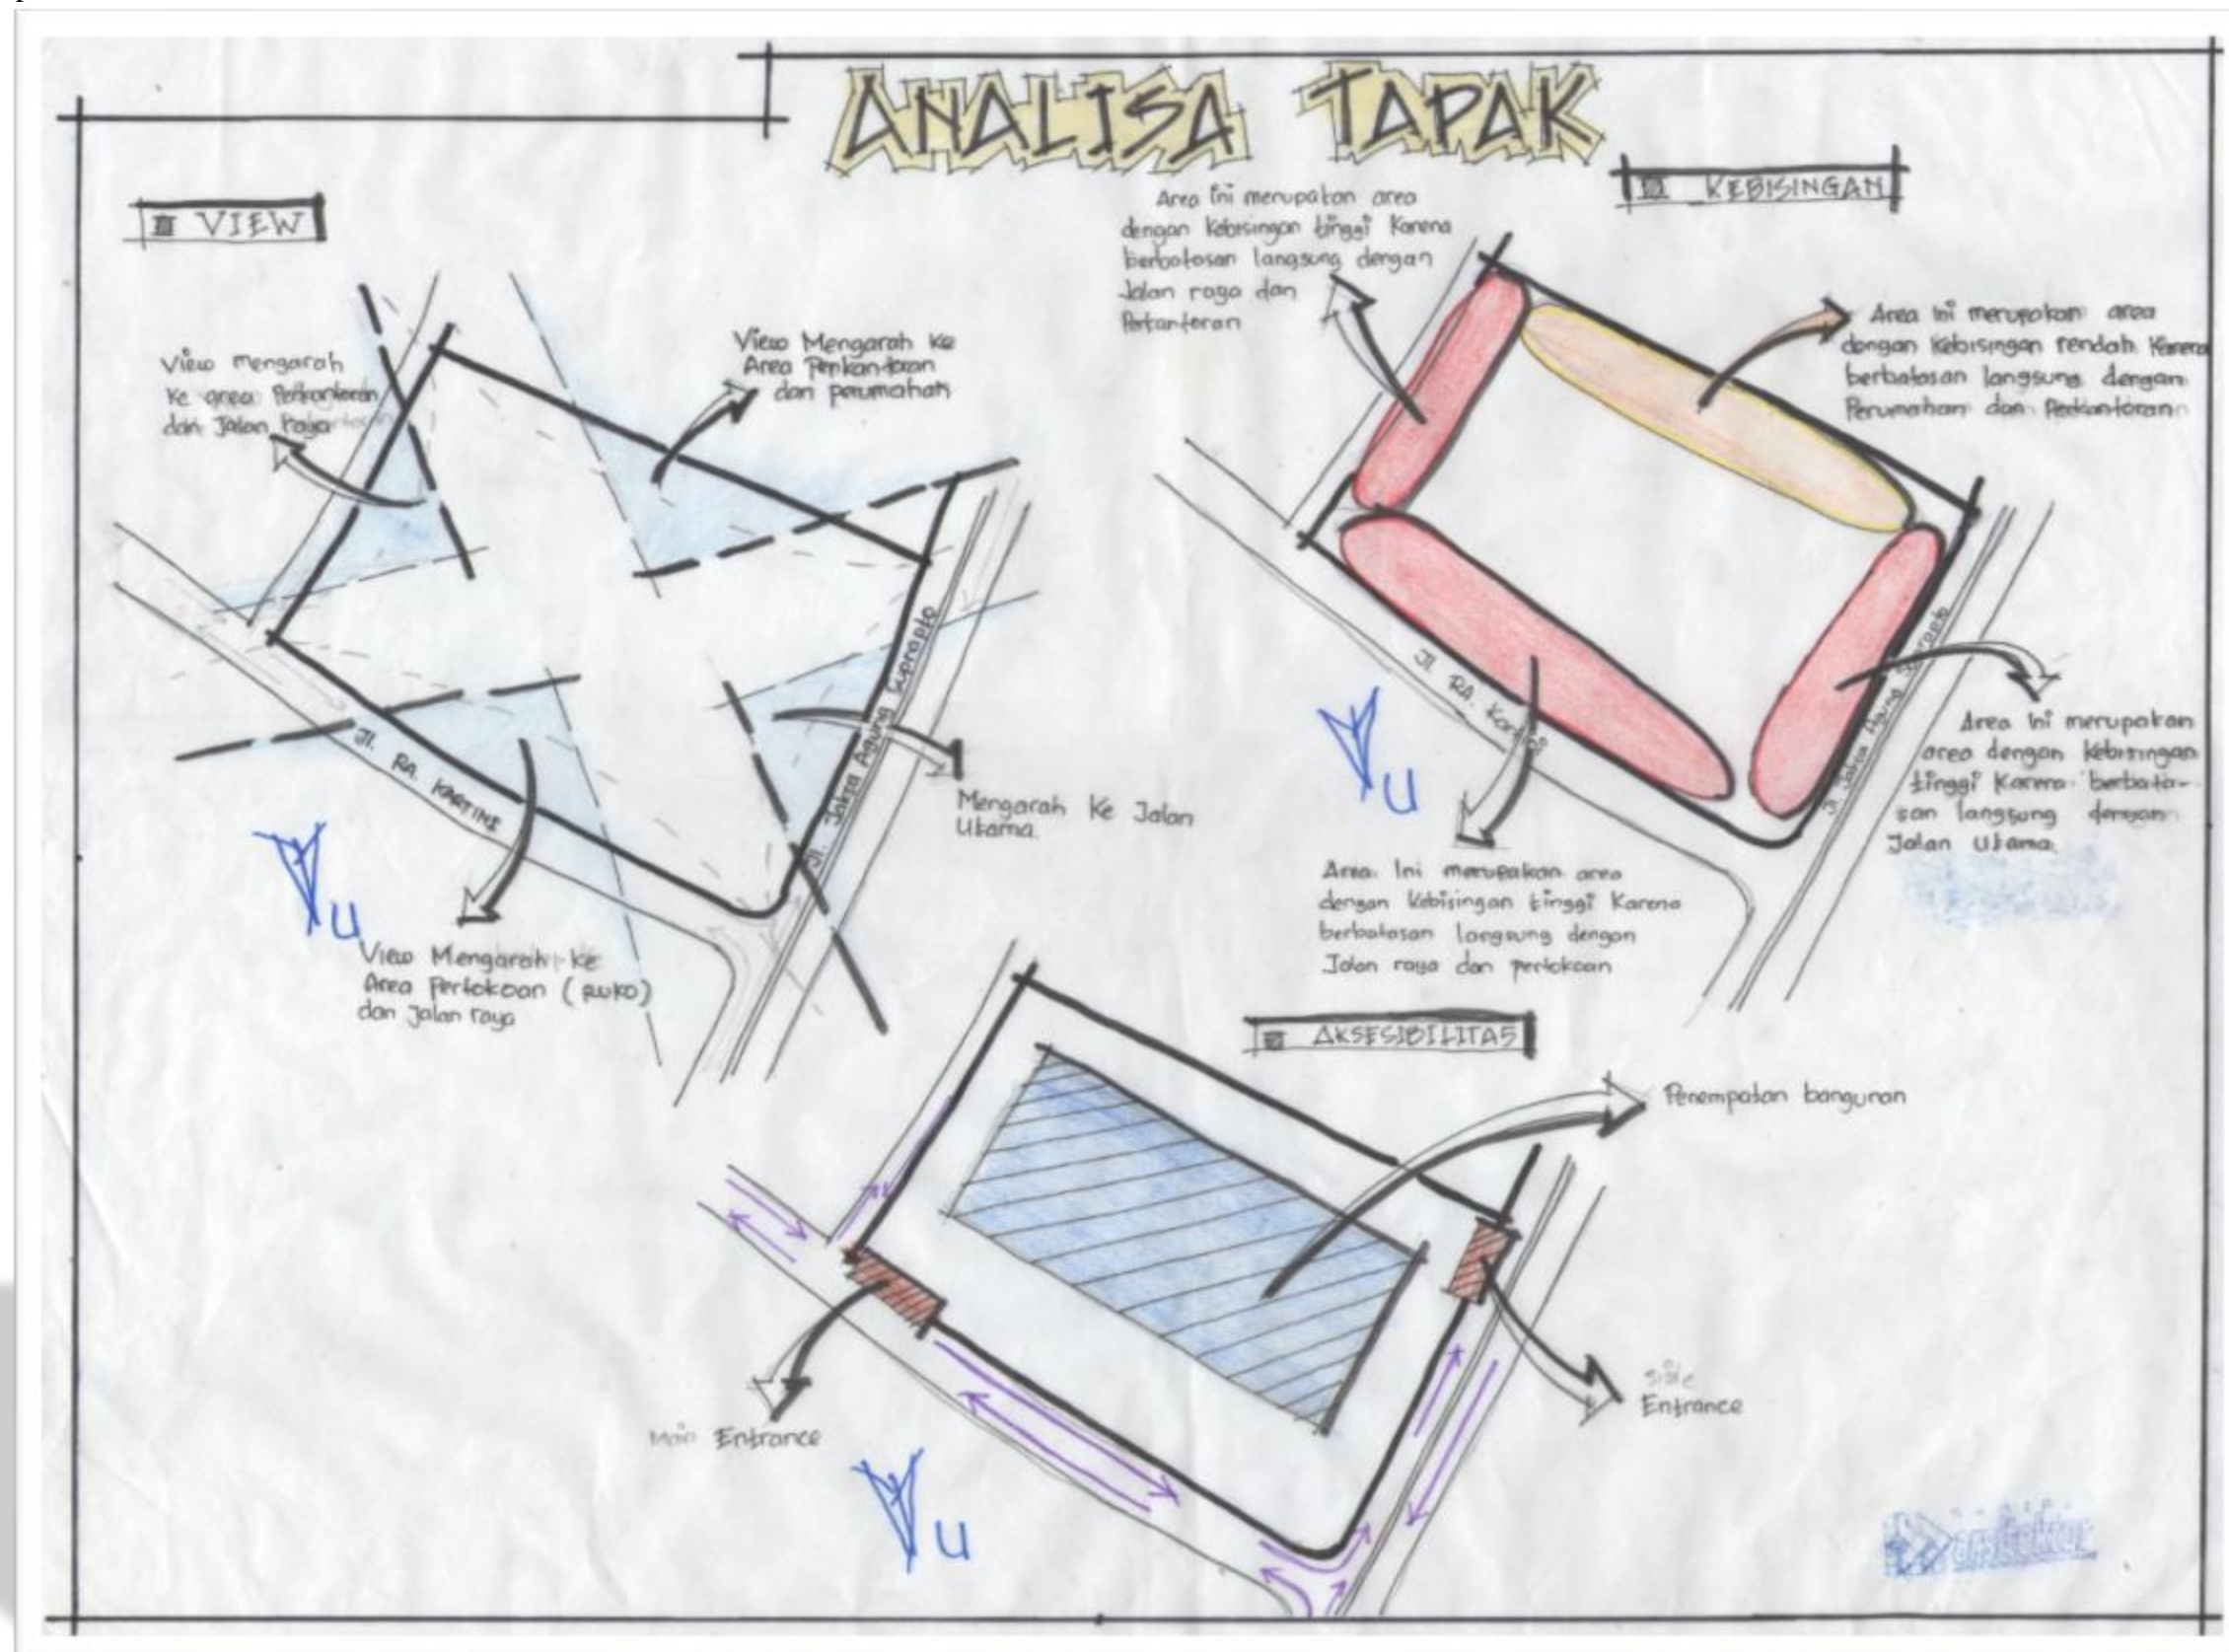 ANALISA TAPAK
VIEW
View mengarah
Ke area Perkantoran
dan Jalan Raya
View Mengarah Ke
Area Perkantoran
dan perumahan
Mengarah Ke Jalan
Utama.
View Mengarah Ke
Area Pertokoan (RUKO)
dan Jalan raya
Jl. RA. KARTINI
Jl. Jaksa Agung Suprapto
U
KEBISINGAN
Area Ini merupakan area
dengan Kebisingan tinggi Karena
berbatasan langsung dengan
Jalan raya dan
Perkantoran
Area Ini merupakan area
dengan Kebisingan rendah Karena
berbatasan langsung dengan
Perumahan dan Perkantoran
Area Ini merupakan
area dengan Kebisingan
tinggi Karena berbata-
san langsung dengan
Jalan Utama
Area Ini merupakan area
dengan Kebisingan tinggi Karena
berbatasan langsung dengan
Jalan raya dan pertokoan
Jl. RA. Kartini
Jl. Jaksa Agung Suprapto
U
AKSESIBILITAS
Penempatan bangunan
Side
Entrance
Main Entrance
U